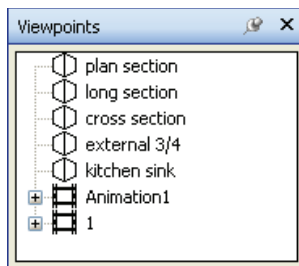 Viewpoints
plan section
long section
cross section
external 3/4
kitchen sink
Animation1
1